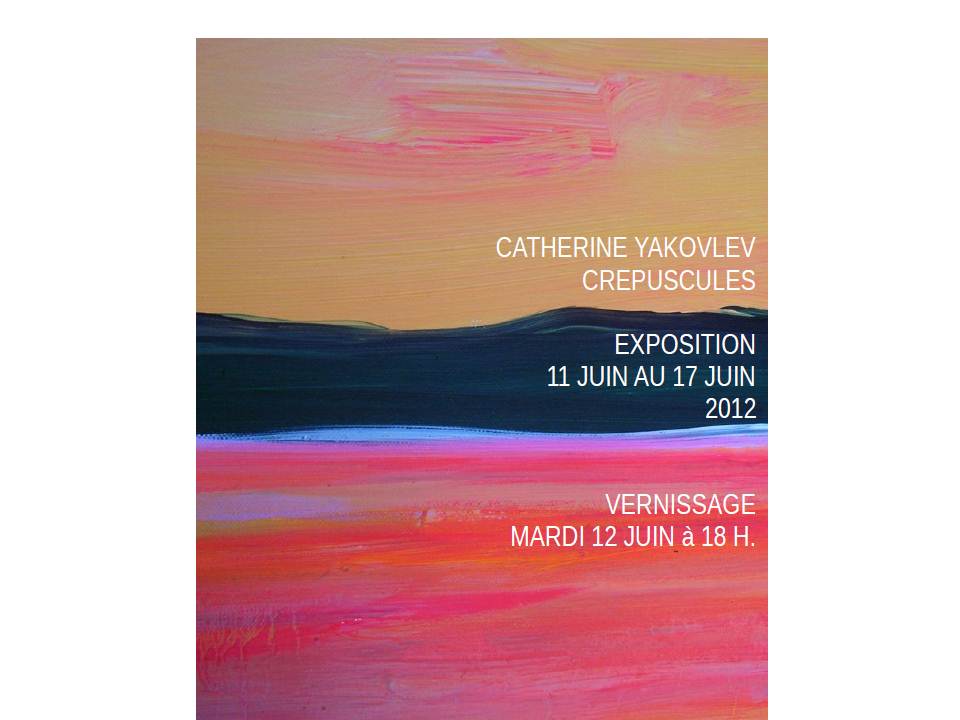 CATHERINE YAKOVLEV
CREPUSCULES
EXPOSITION
11 JUIN AU 17 JUIN
2012
VERNISSAGE
MARDI 12 JUIN à 18 H.